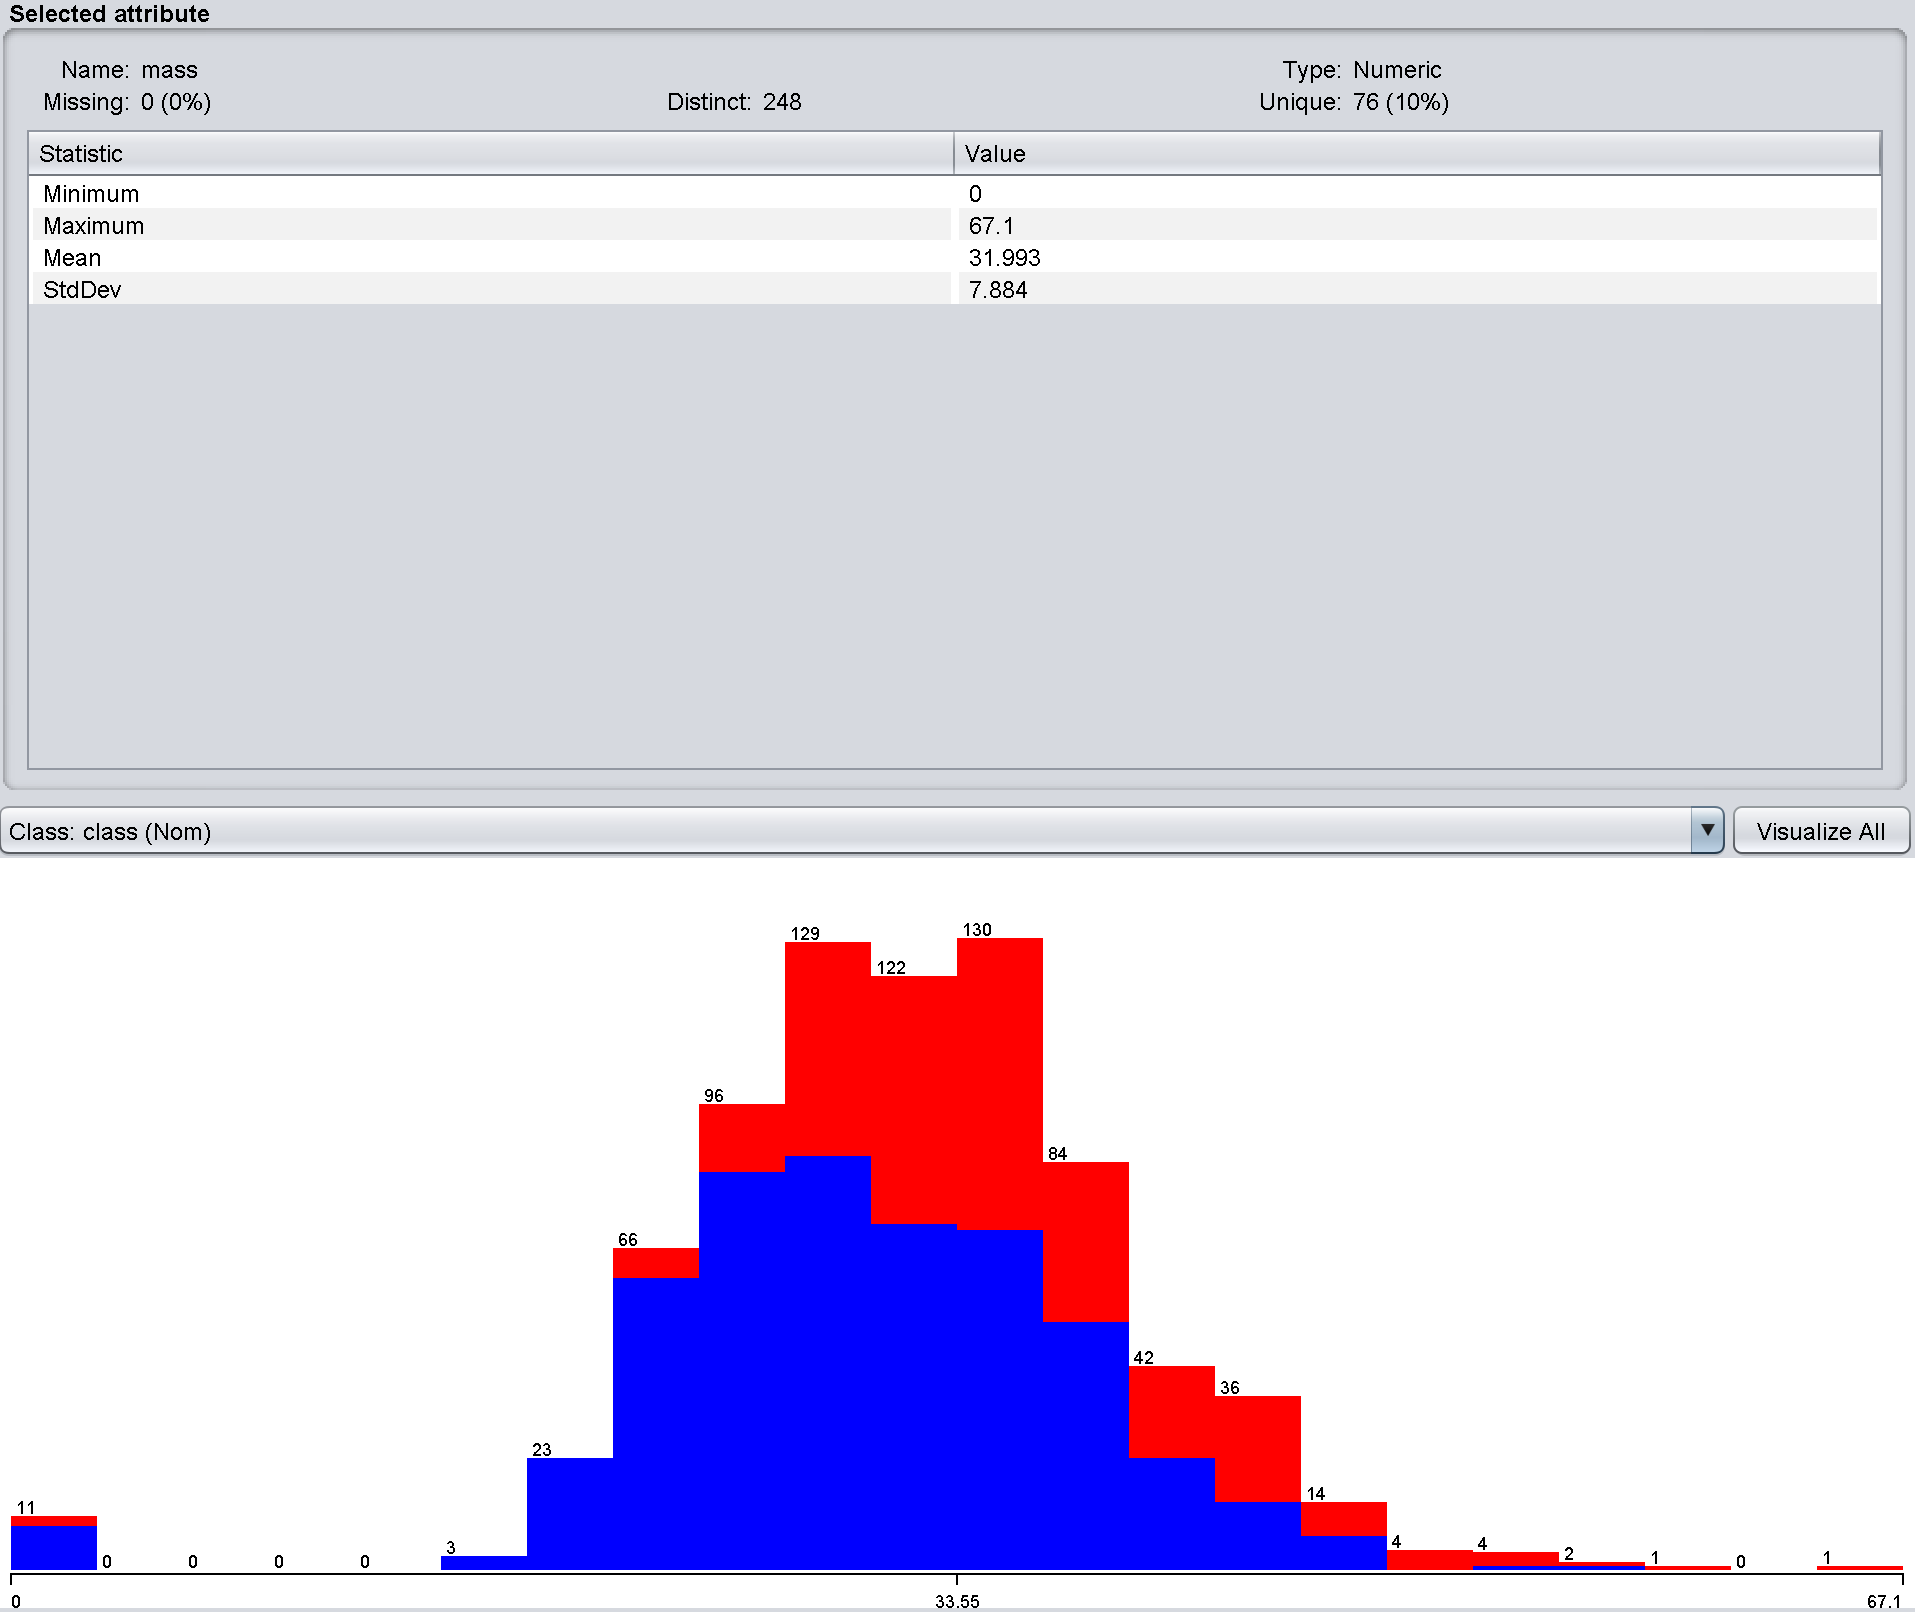 Selected attribute
Name: mass Type: Numeric
Missing: 0 (0%) Distinct: 248 Unique: 76 (10%)
Statistic Value
Minimum 0
Maximum 67.1
Mean 31.993
StdDev 7.884
Class: class (Nom) Visualize All
11 0 0 0 0 3 23 66 96 129 122 130 84 42 36 14 4 4 2 1 0 1
0 33.55 67.1